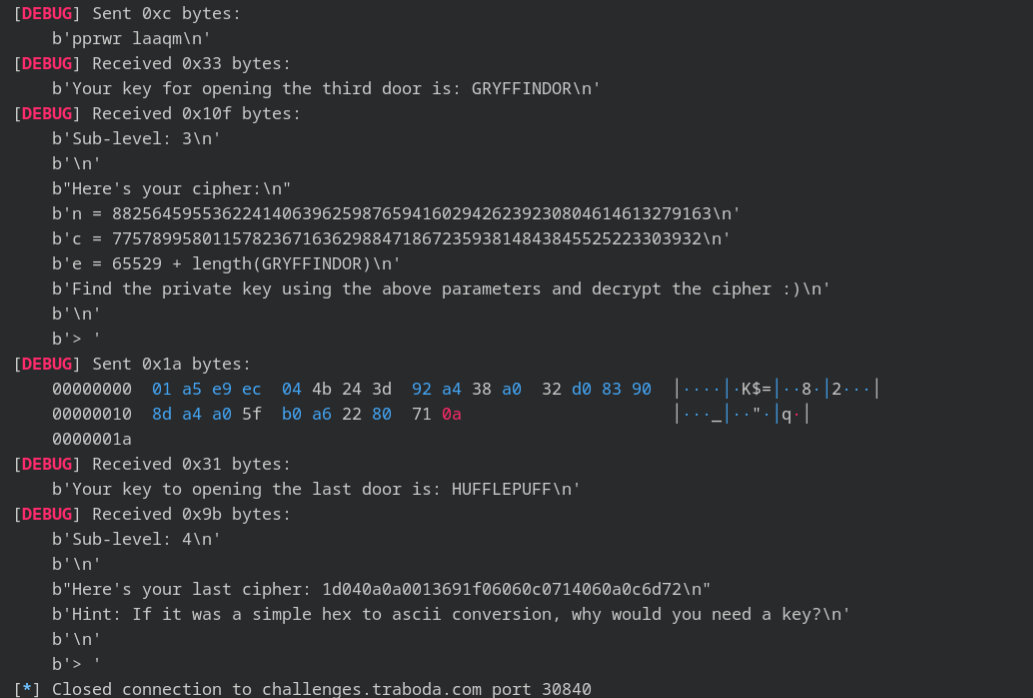 [DEBUG] Sent 0xc bytes:
    b'pprwr laaqm\n'
[DEBUG] Received 0x33 bytes:
    b'Your key for opening the third door is: GRYFFINDOR\n'
[DEBUG] Received 0x10f bytes:
    b'Sub-level: 3\n'
    b'\n'
    b"Here's your cipher:\n"
    b'n = 882564595536224140639625987659416029426239230804614613279163\n'
    b'c = 77578995801157823671636298847186723593814843845525223303932\n'
    b'e = 65529 + length(GRYFFINDOR)\n'
    b'Find the private key using the above parameters and decrypt the cipher :)\n'
    b'\n'
    b'> '
[DEBUG] Sent 0x1a bytes:
    00000000  01 a5 e9 ec  04 4b 24 3d  92 a4 38 a0  32 d0 83 90  │····│·K$=│··8·│2···│
    00000010  8d a4 a0 5f  b0 a6 22 80  71 0a                     │···_│··"·│q·│
    0000001a
[DEBUG] Received 0x31 bytes:
    b'Your key to opening the last door is: HUFFLEPUFF\n'
[DEBUG] Received 0x9b bytes:
    b'Sub-level: 4\n'
    b'\n'
    b"Here's your last cipher: 1d040a0a0013691f06060c0714060a0c6d72\n"
    b'Hint: If it was a simple hex to ascii conversion, why would you need a key?\n'
    b'\n'
    b'> '
[*] Closed connection to challenges.traboda.com port 30840